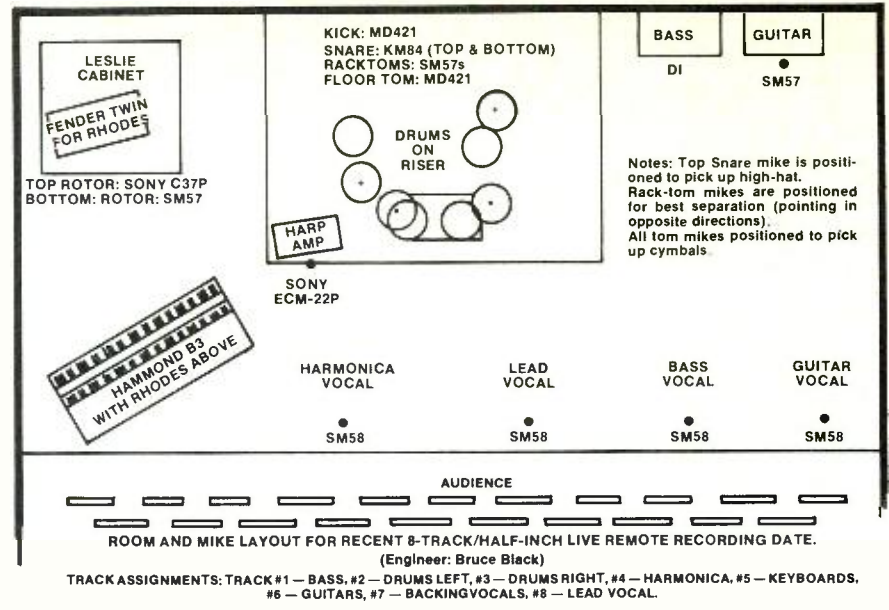 KICK: MD421
SNARE: KM84 (TOP & BOTTOM)
RACKTOMS: SM57s
FLOOR TOM: MD421
BASS
DI
GUITAR
SM57
LESLIE
CABINET
FENDER TWIN
FOR RHODES
TOP ROTOR: SONY C37P
BOTTOM: ROTOR: SM57
DRUMS
ON
RISER
Notes: Top Snare mike is positi-
oned to pick up high-hat.
Rack-tom mikes are positioned
for best separation (pointing in
opposite directions).
All tom mikes positioned to pick
up cymbals
HARP
AMP
SONY
ECM-22P
HAMMOND B3
WITH RHODES ABOVE
HARMONICA
VOCAL
SM58
LEAD
VOCAL
SM58
BASS
VOCAL
SM58
GUITAR
VOCAL
SM58
AUDIENCE
ROOM AND MIKE LAYOUT FOR RECENT 8-TRACK/HALF-INCH LIVE REMOTE RECORDING DATE.
(Engineer: Bruce Black)
TRACK ASSIGNMENTS: TRACK #1 — BASS, #2 — DRUMS LEFT, #3 — DRUMS RIGHT, #4 — HARMONICA, #5 — KEYBOARDS,
#6 — GUITARS, #7 — BACKING VOCALS, #8 — LEAD VOCAL.